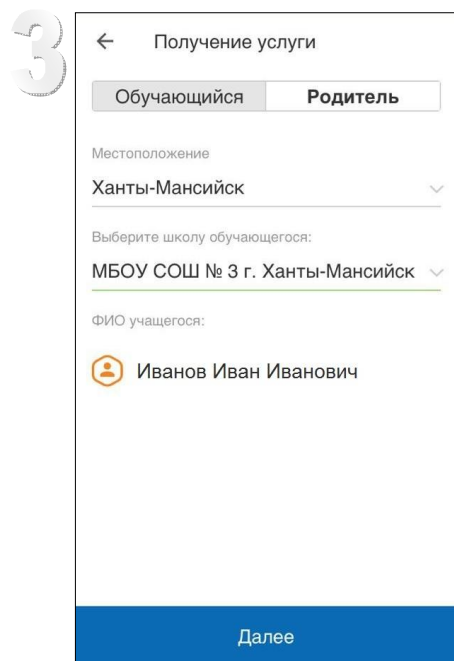 3
Получение услуги
Обучающийся Родитель
Местоположение
Ханты-Мансийск
Выберите школу обучающегося:
МБОУ СОШ № 3 г. Ханты-Мансийск
ФИО учащегося:
Иванов Иван Иванович
Далее